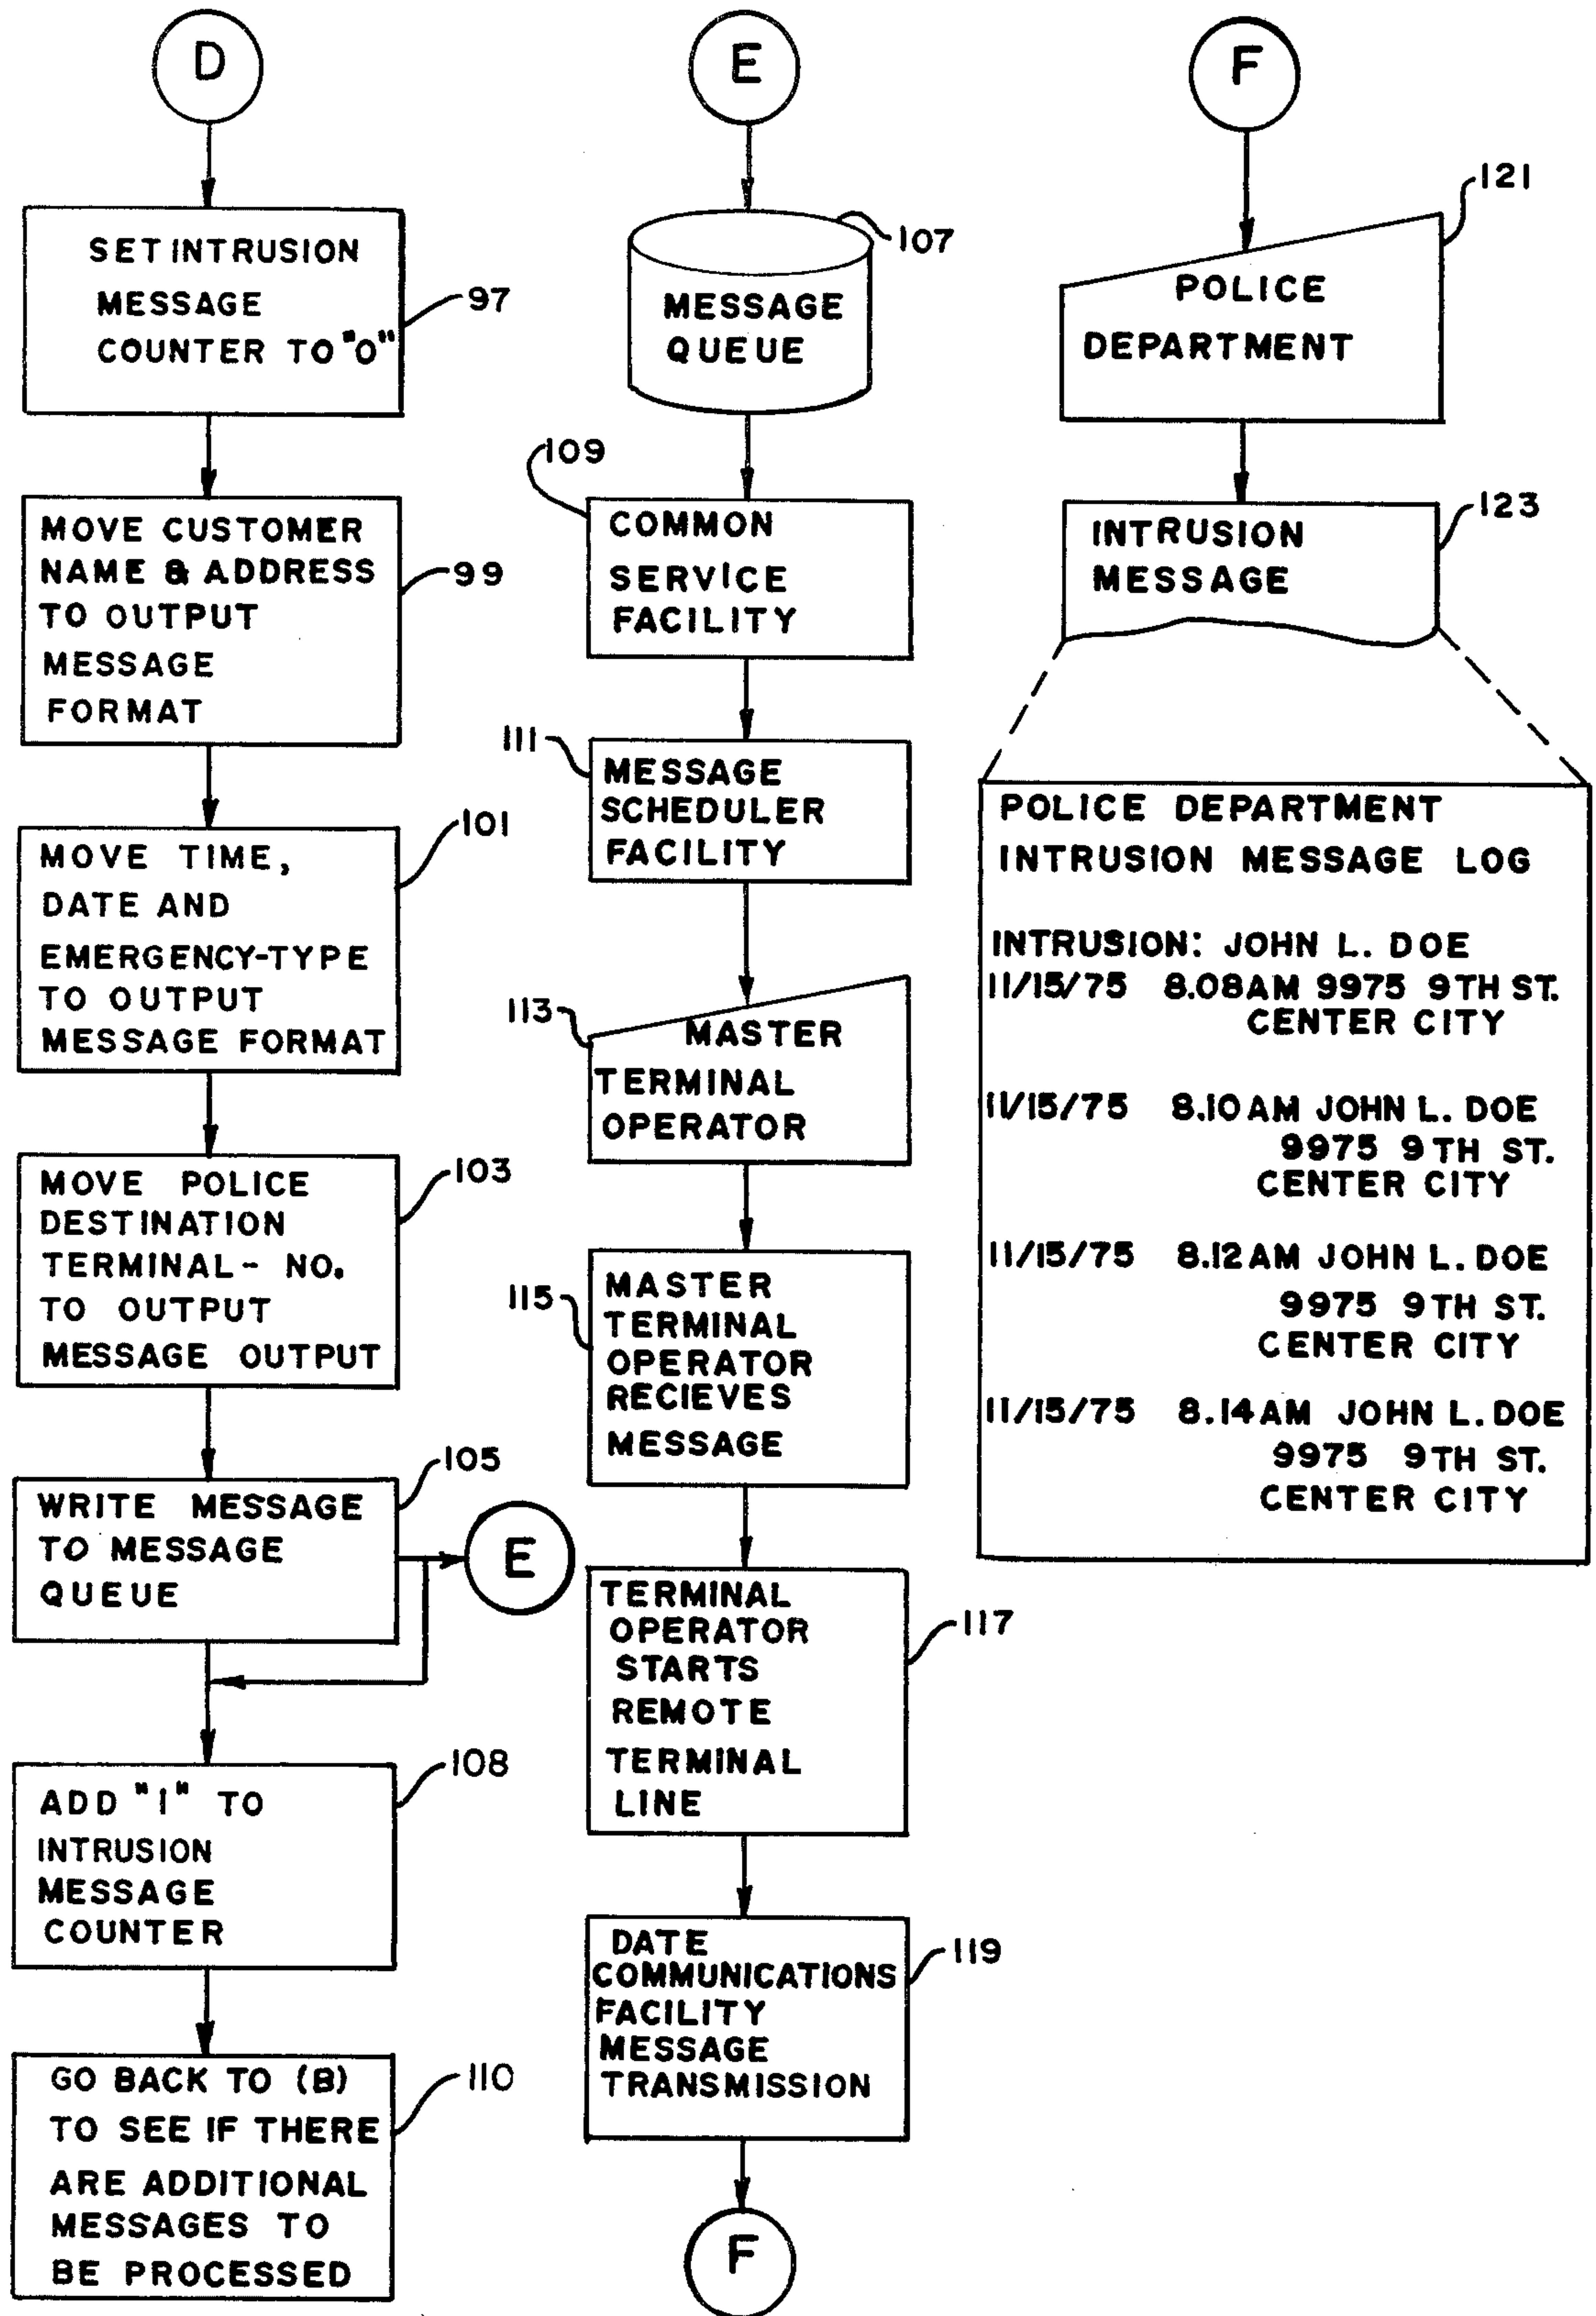 D
SET INTRUSION
MESSAGE
COUNTER TO "0"
97
MOVE CUSTOMER
NAME & ADDRESS
TO OUTPUT
MESSAGE
FORMAT
99
MOVE TIME,
DATE AND
EMERGENCY-TYPE
TO OUTPUT
MESSAGE FORMAT
101
MOVE POLICE
DESTINATION
TERMINAL- NO.
TO OUTPUT
MESSAGE OUTPUT
103
WRITE MESSAGE
TO MESSAGE
QUEUE
105
E
ADD "1" TO
INTRUSION
MESSAGE
COUNTER
108
GO BACK TO (B)
TO SEE IF THERE
ARE ADDITIONAL
MESSAGES TO
BE PROCESSED
110
E
MESSAGE
QUEUE
107
109
COMMON
SERVICE
FACILITY
111
MESSAGE
SCHEDULER
FACILITY
113
MASTER
TERMINAL
OPERATOR
115
MASTER
TERMINAL
OPERATOR
RECIEVES
MESSAGE
TERMINAL
OPERATOR
STARTS
REMOTE
TERMINAL
LINE
117
DATE
COMMUNICATIONS
FACILITY
MESSAGE
TRANSMISSION
119
F
F
121
POLICE
DEPARTMENT
INTRUSION
MESSAGE
123
POLICE DEPARTMENT
INTRUSION MESSAGE LOG
INTRUSION: JOHN L. DOE
11/15/75 8.08AM 9975 9TH ST.
CENTER CITY
11/15/75 8.10AM JOHN L. DOE
9975 9TH ST.
CENTER CITY
11/15/75 8.12AM JOHN L. DOE
9975 9TH ST.
CENTER CITY
11/15/75 8.14AM JOHN L. DOE
9975 9TH ST.
CENTER CITY